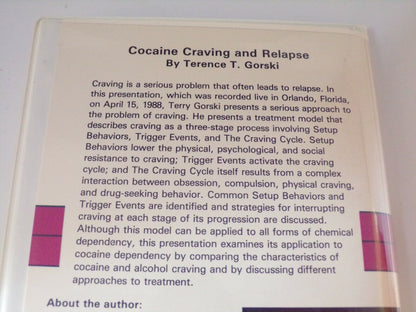 Cocaine Craving and Relapse
By Terence T. Gorski
Craving is a serious problem that often leads to relapse. In
this presentation, which was recorded live in Orlando, Florida,
on April 15, 1988, Terry Gorski presents a serious approach to
the problem of craving. He presents a treatment model that
describes craving as a three-stage process involving Setup
Behaviors, Trigger Events, and The Craving Cycle. Setup
Behaviors lower the physical, psychological, and social
resistance to craving; Trigger Events activate the craving
cycle; and The Craving Cycle itself results from a complex
interaction between obsession, compulsion, physical craving,
and drug-seeking behavior. Common Setup Behaviors and
Trigger Events are identified and strategies for interrupting
craving at each stage of its progression are discussed.
Although this model can be applied to all forms of chemical
dependency, this presentation examines its application to
cocaine dependency by comparing the characteristics of
cocaine and alcohol craving and by discussing different
approaches to treatment.
About the author: